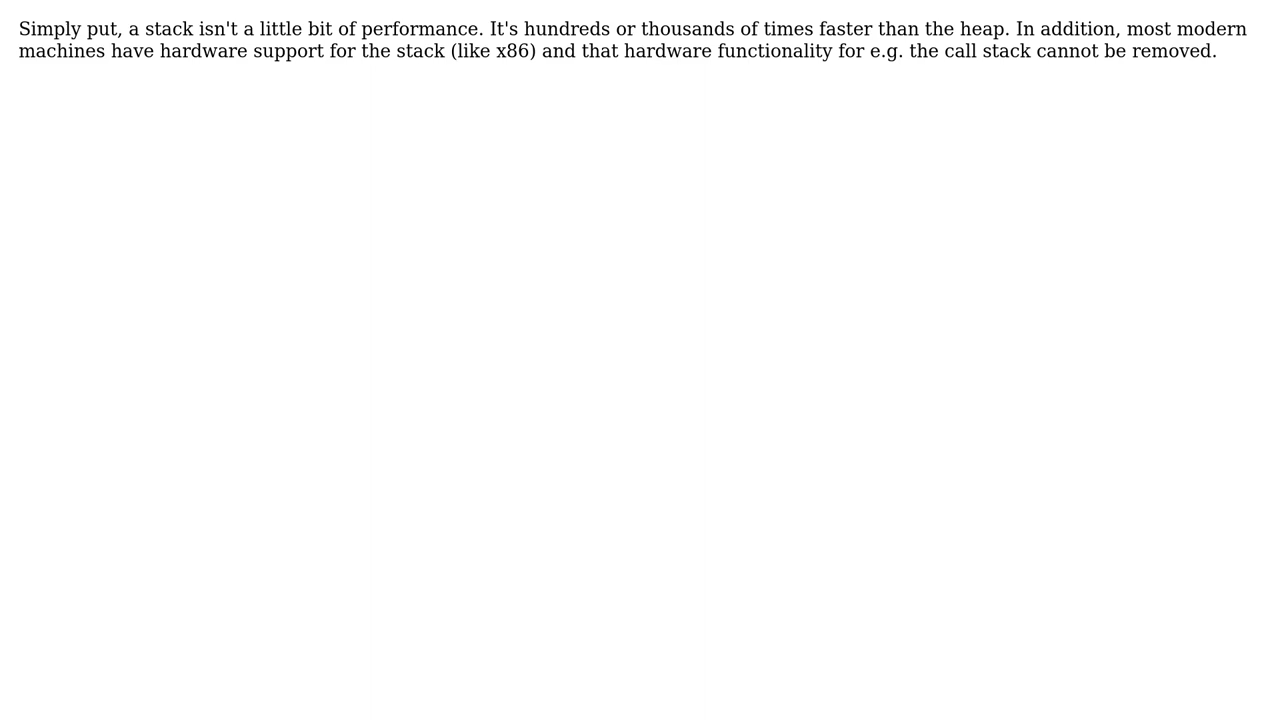 Simply put, a stack isn't a little bit of performance. It's hundreds or thousands of times faster than the heap. In addition, most modern
machines have hardware support for the stack (like x86) and that hardware functionality for e.g. the call stack cannot be removed.